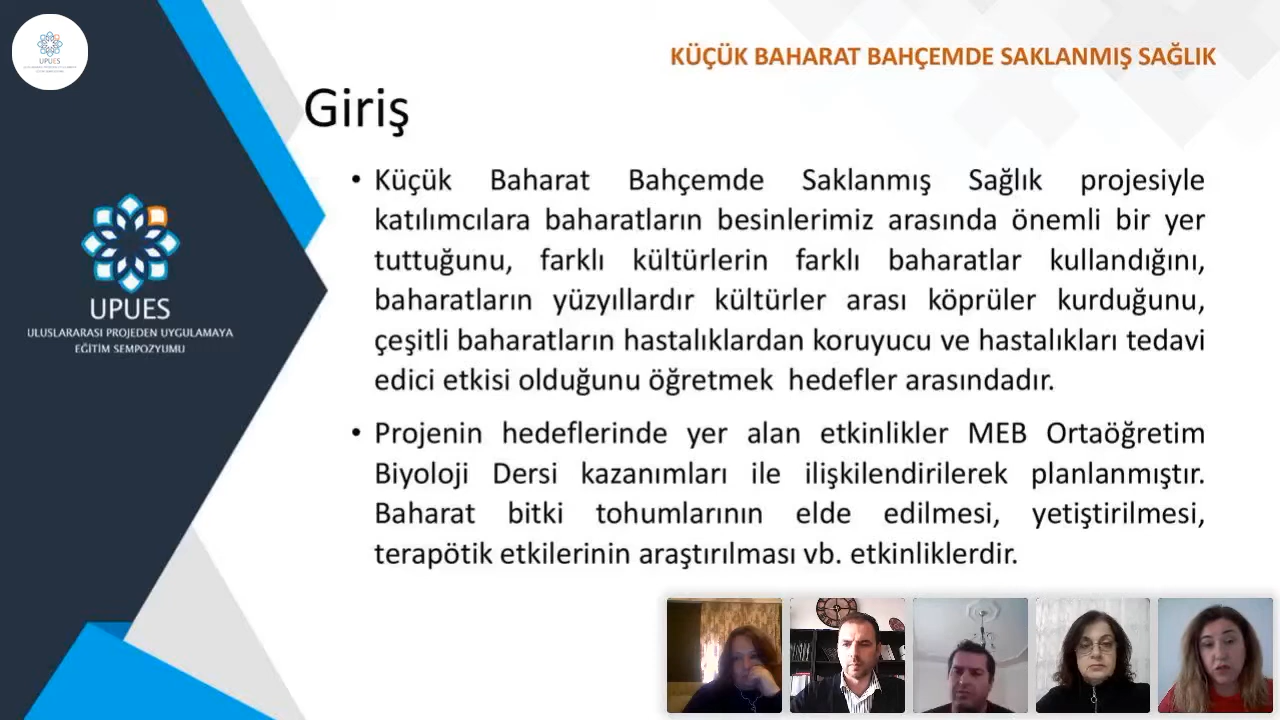 UPUES
KÜÇÜK BAHARAT BAHÇEMDE SAKLANMIŞ SAĞLIK
Giriş
• Küçük Baharat Bahçemde Saklanmış Sağlık projesiyle
katılımcılara baharatların besinlerimiz arasında önemli bir yer
tuttuğunu, farklı kültürlerin farklı baharatlar kullandığını,
baharatların yüzyıllardır kültürler arası köprüler kurduğunu,
çeşitli baharatların hastalıklardan koruyucu ve hastalıkları tedavi
edici etkisi olduğunu öğretmek hedefler arasındadır.
• Projenin hedeflerinde yer alan etkinlikler MEB Ortaöğretim
Biyoloji Dersi kazanımları ile ilişkilendirilerek planlanmıştır.
Baharat bitki tohumlarının elde edilmesi, yetiştirilmesi,
terapötik etkilerinin araştırılması vb. etkinliklerdir.
UPUES
ULUSLARARASI PROJEDEN UYGULAMAYA
EĞİTİM SEMPOZYUMU